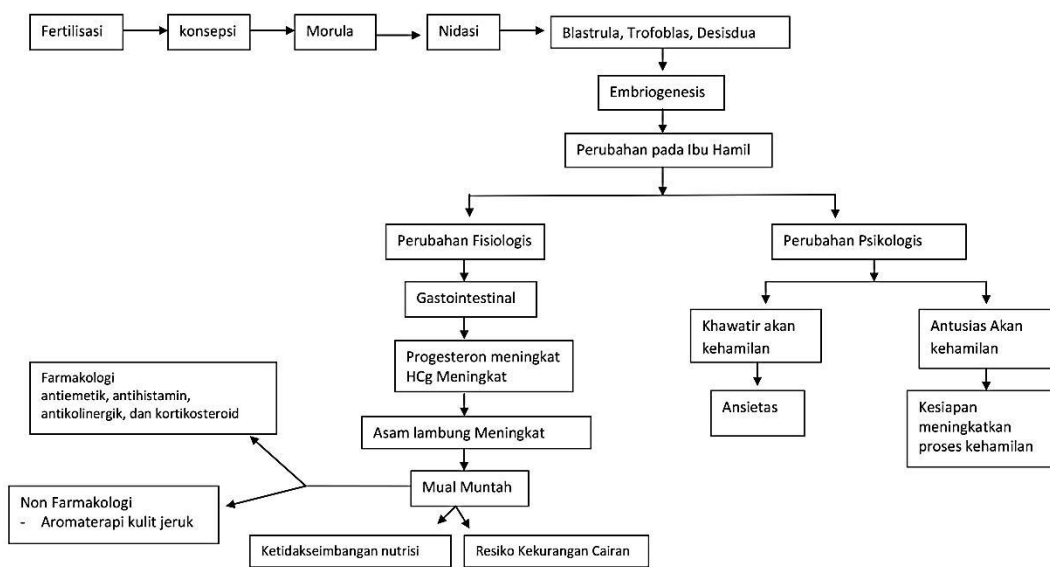 Fertilisasi
konsepsi
Morula
Nidasi
Blastrula, Trofoblas, Desisdua
Embriogenesis
Perubahan pada Ibu Hamil
Perubahan Fisiologis
Perubahan Psikologis
Gastointestinal
Khawatir akan
kehamilan
Antusias Akan
kehamilan
Progesteron meningkat
HCg Meningkat
Farmakologi
antiemetik, antihistamin,
antikolinergik, dan kortikosteroid
Ansietas
Kesiapan
meningkatkan
proses kehamilan
Asam lambung Meningkat
Mual Muntah
Non Farmakologi
- Aromaterapi kulit jeruk
Ketidakseimbangan nutrisi
Resiko Kekurangan Cairan